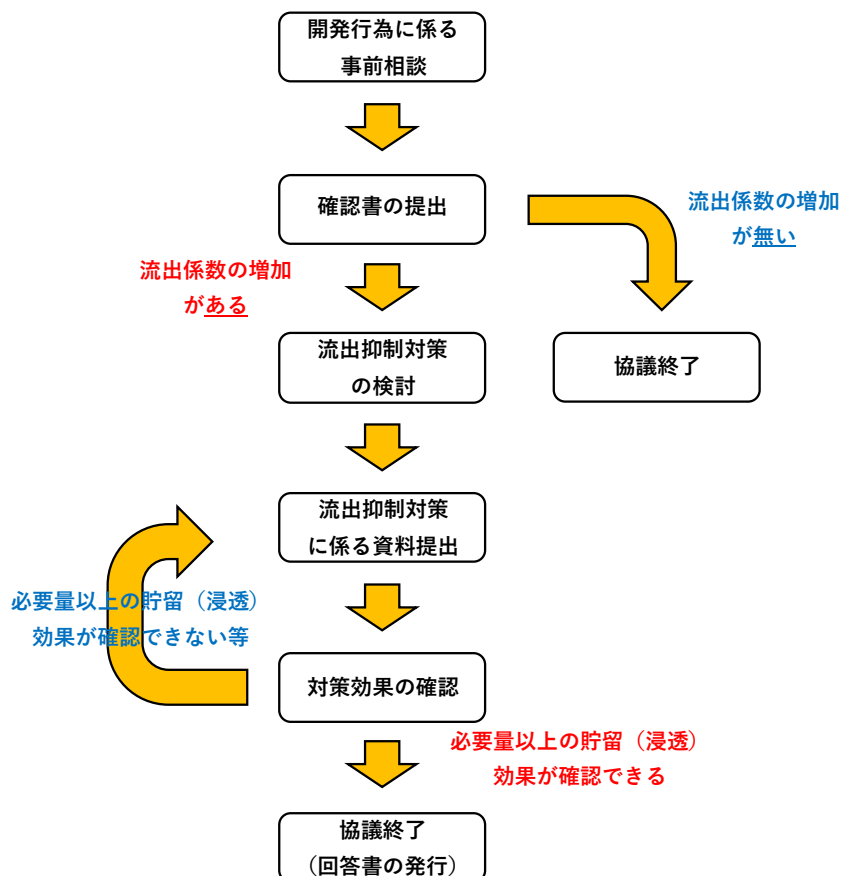 開発行為に係る
事前相談
確認書の提出
流出係数の増加
が無い
流出係数の増加
がある
流出抑制対策
の検討
協議終了
流出抑制対策
に係る資料提出
必要量以上の貯留（浸透）
効果が確認できない等
対策効果の確認
必要量以上の貯留（浸透）
効果が確認できる
協議終了
（回答書の発行）